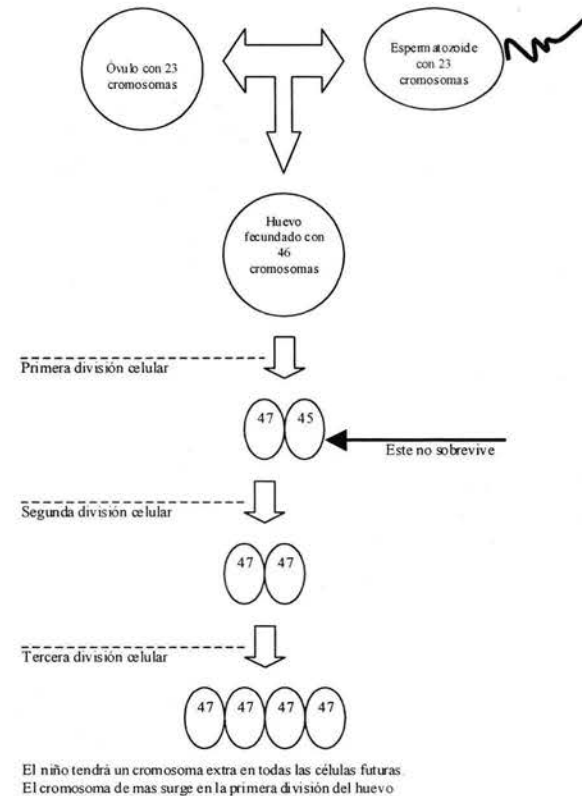 Óvulo con 23
cromosomas
Espermatozoide
con 23
cromosomas
Huevo
fecundado con
46
cromosomas
Primera división celular
47 45
Este no sobrevive
Segunda división celular
47 47
Tercera división celular
47 47 47 47
El niño tendrá un cromosoma extra en todas las células futuras.
El cromosoma de mas surge en la primera división del huevo